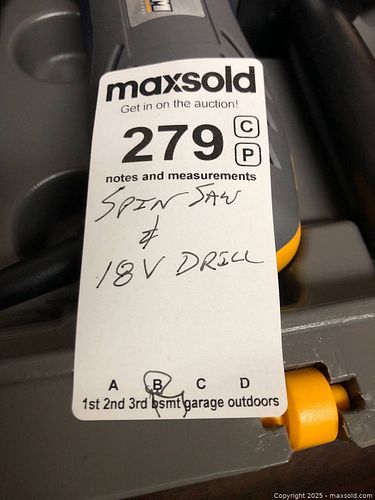 maxsold
Get in on the auction!
279
C
P
notes and measurements
SPIN SAW
&
18V DRILL
A B C D
1st 2nd 3rd bsmt garage outdoors
Copyright 2025 - maxsold.com